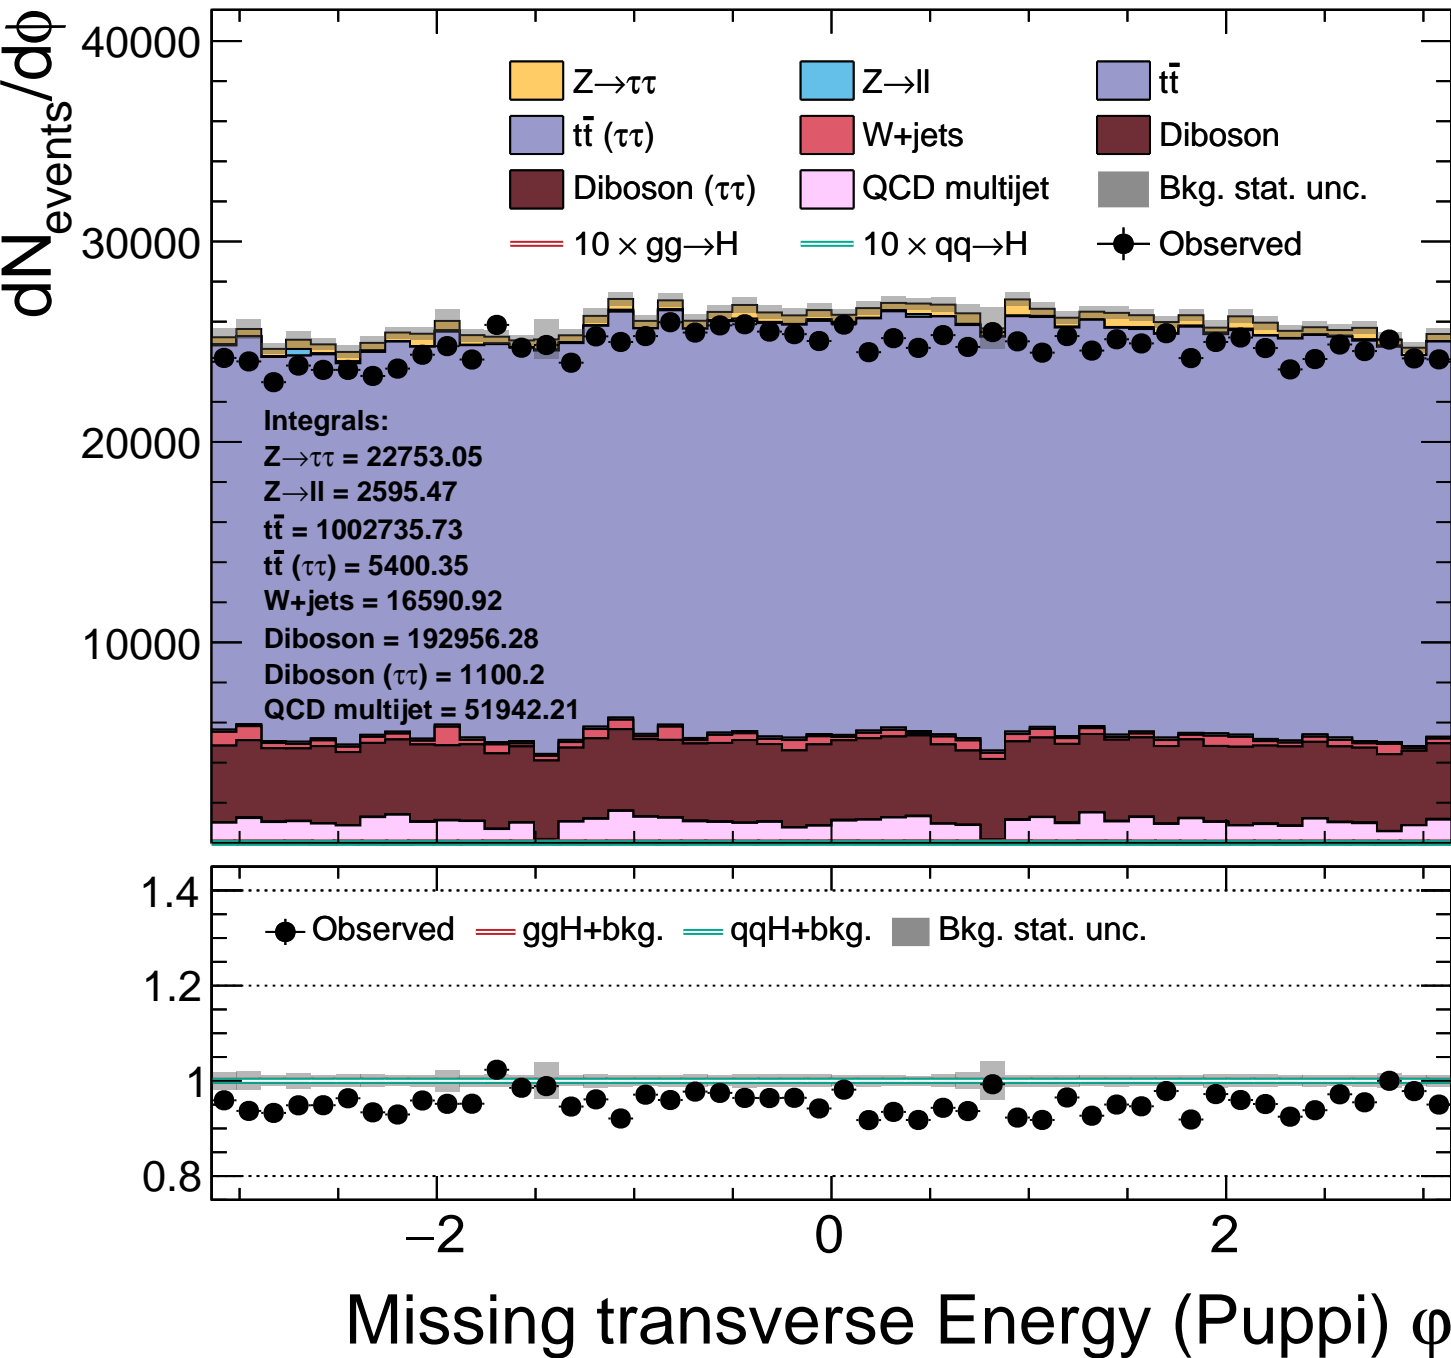 dN_events/dϕ
40000
30000
20000
10000
Z→ττ Z→ll tt̄
tt̄ (ττ) W+jets Diboson
Diboson (ττ) QCD multijet Bkg. stat. unc.
10 × gg→H 10 × qq→H Observed
Integrals:
Z→ττ = 22753.05
Z→ll = 2595.47
tt̄ = 1002735.73
tt̄ (ττ) = 5400.35
W+jets = 16590.92
Diboson = 192956.28
Diboson (ττ) = 1100.2
QCD multijet = 51942.21
1.4
Observed ggH+bkg. qqH+bkg. Bkg. stat. unc.
1.2
1
0.8
−2 0 2
Missing transverse Energy (Puppi) φ